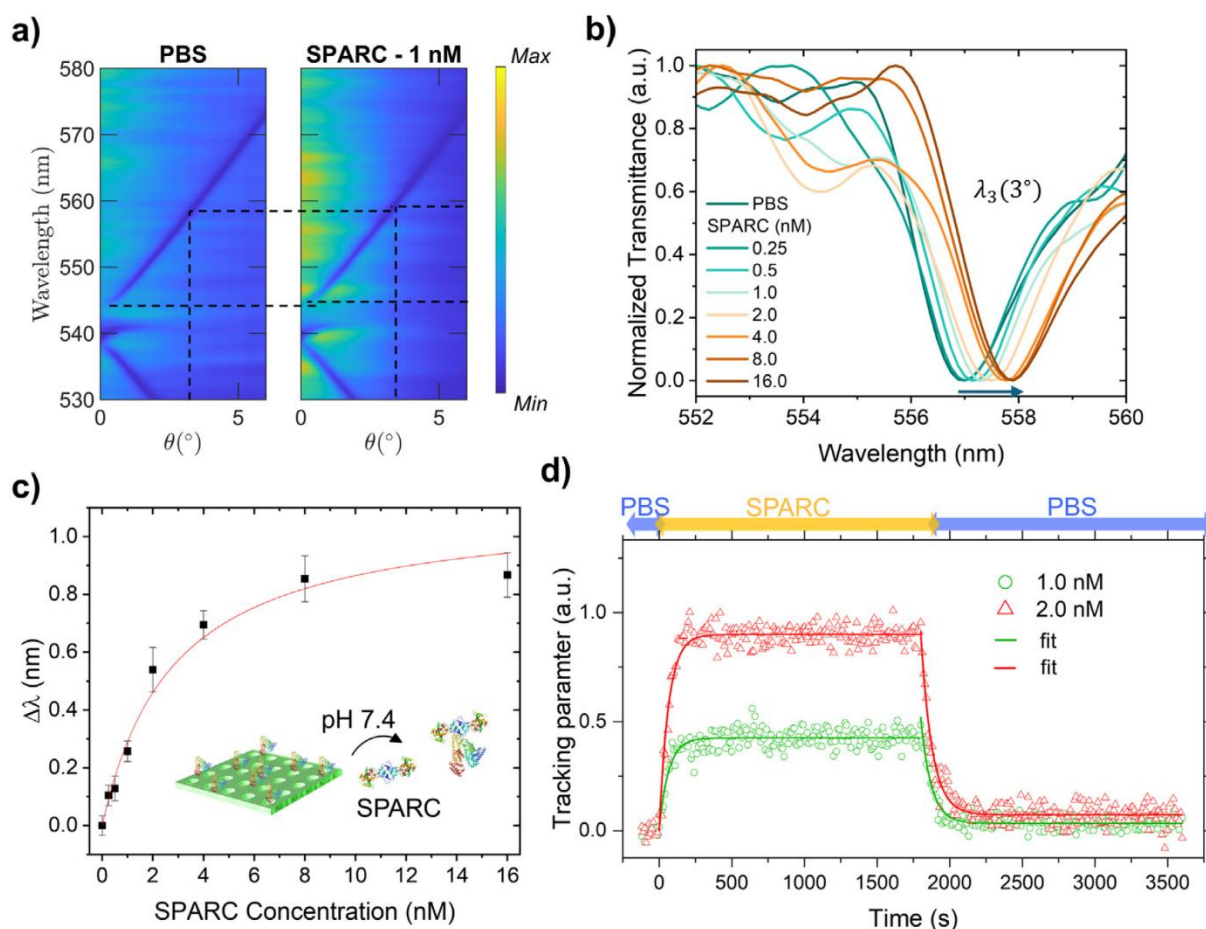 a)
PBS
SPARC - 1 nM
Max
580
570
560
550
540
530
Wavelength (nm)
0
5
0
5
θ(°)
θ(°)
Min
b)
Normalized Transmittance (a.u.)
1.0
0.8
0.6
0.4
0.2
0.0
λ₃(3°)
PBS
SPARC (nM)
0.25
0.5
1.0
2.0
4.0
8.0
16.0
552
554
556
558
560
Wavelength (nm)
c)
Δλ (nm)
1.0
0.8
0.6
0.4
0.2
0.0
pH 7.4
SPARC
0
2
4
6
8
10
12
14
16
SPARC Concentration (nM)
d)
PBS
SPARC
PBS
Tracking paramter (a.u.)
1.0
0.5
0.0
1.0 nM
2.0 nM
fit
fit
0
500
1000
1500
2000
2500
3000
3500
Time (s)